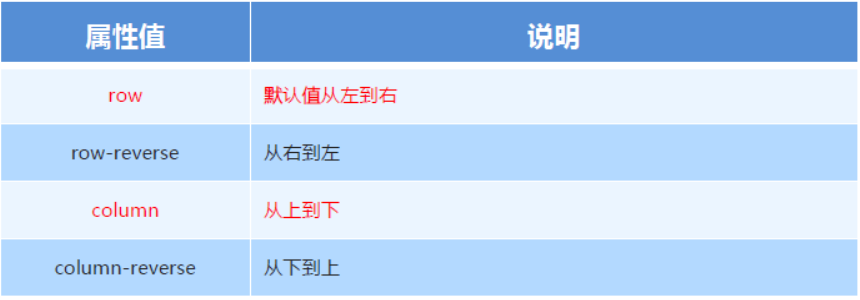 属性值 说明
row 默认值从左到右
row-reverse 从右到左
column 从上到下
column-reverse 从下到上